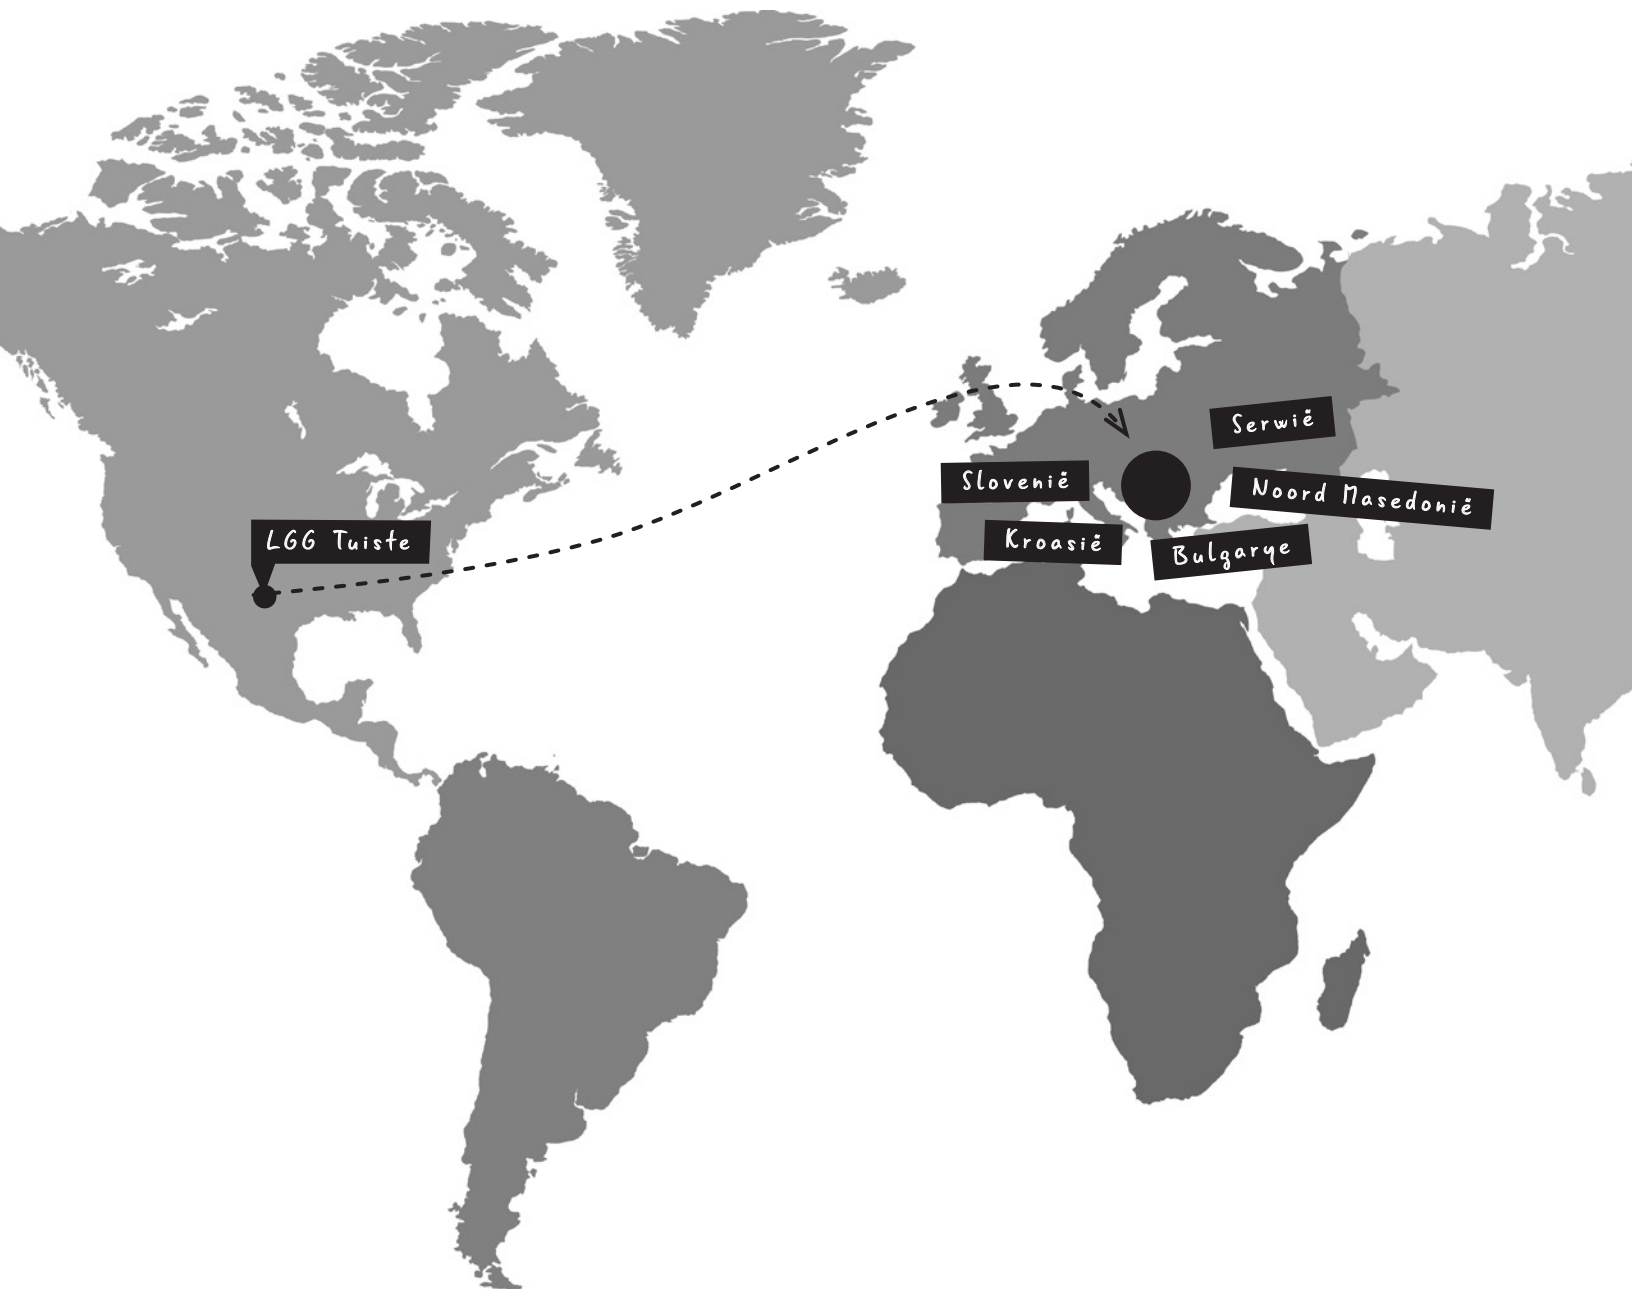 Serwië
Slovenië
Noord Masedonië
LGG Tuiste
Kroasië
Bulgarye